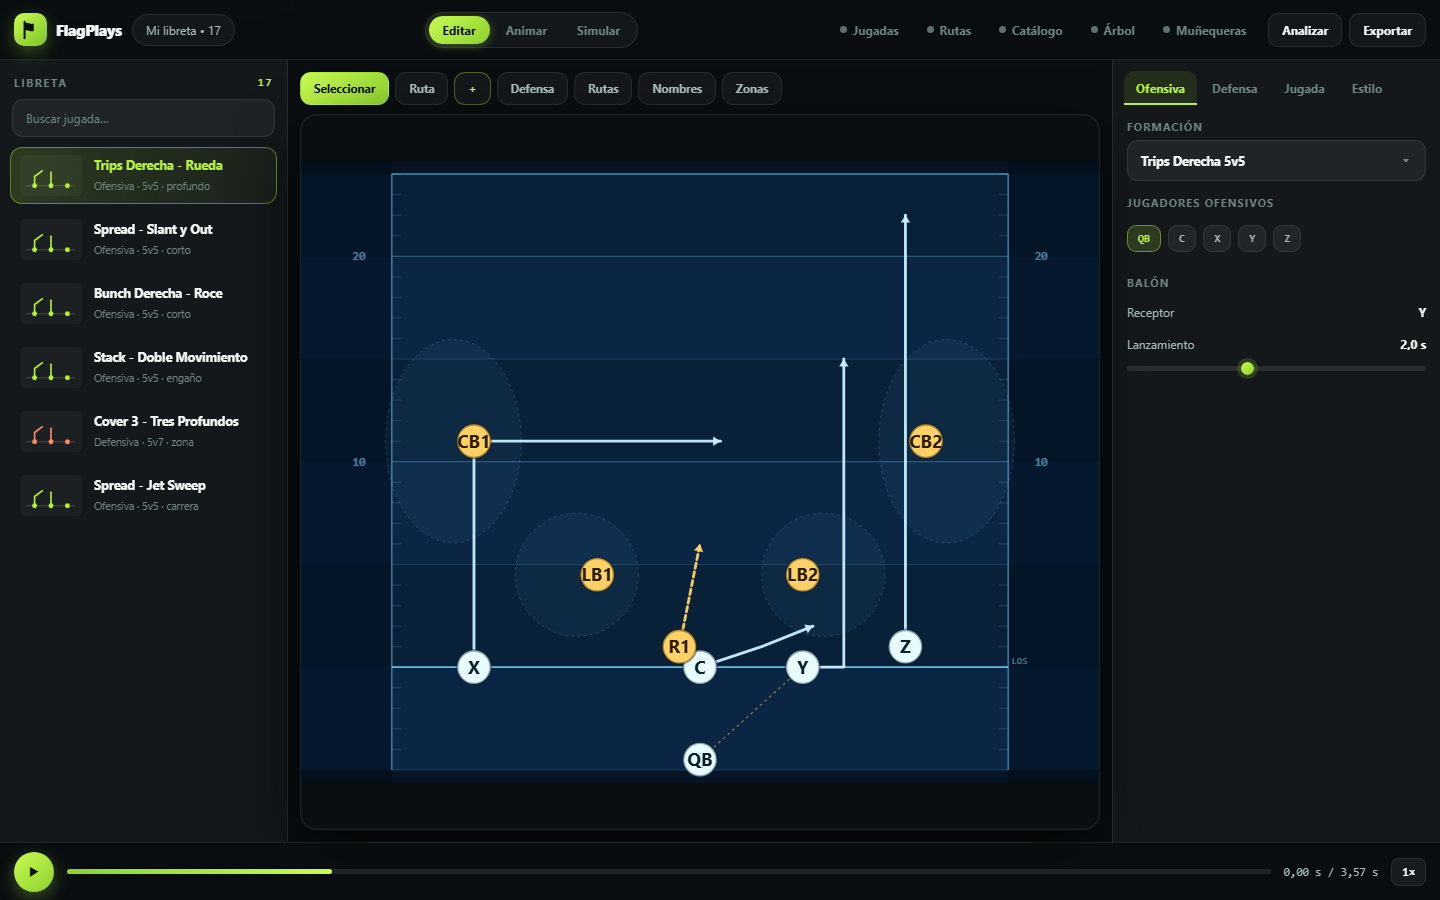 FlagPlays
Mi libreta • 17
Editar
Animar
Simular
Jugadas
Rutas
Catálogo
Árbol
Muñequeras
Analizar
Exportar
LIBRETA
17
Buscar jugada...
Trips Derecha - Rueda
Ofensiva · 5v5 · profundo
Spread - Slant y Out
Ofensiva · 5v5 · corto
Bunch Derecha - Roce
Ofensiva · 5v5 · corto
Stack - Doble Movimiento
Ofensiva · 5v5 · engaño
Cover 3 - Tres Profundos
Defensiva · 5v7 · zona
Spread - Jet Sweep
Ofensiva · 5v5 · carrera
Seleccionar
Ruta
+
Defensa
Rutas
Nombres
Zonas
20
20
CB1
CB2
10
10
LB1
LB2
R1
Z
X
C
Y
LOS
QB
Ofensiva
Defensa
Jugada
Estilo
FORMACIÓN
Trips Derecha 5v5
JUGADORES OFENSIVOS
QB
C
X
Y
Z
BALÓN
Receptor
Y
Lanzamiento
2,0 s
0,00 s / 3,57 s
1x